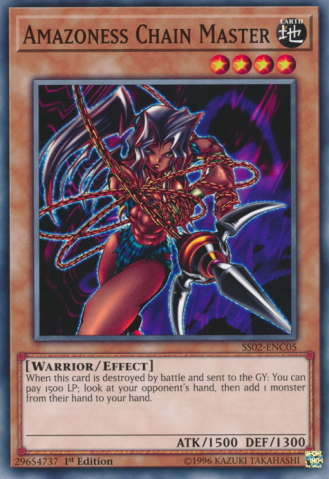 AMAZONESS CHAIN MASTER
EARTH
地
SS02-ENC05
[WARRIOR/EFFECT]
When this card is destroyed by battle and sent to the GY: You can
pay 1500 LP; look at your opponent's hand, then add 1 monster
from their hand to your hand.
ATK/1500 DEF/1300
29654737 1st Edition ©1996 KAZUKI TAKAHASHI